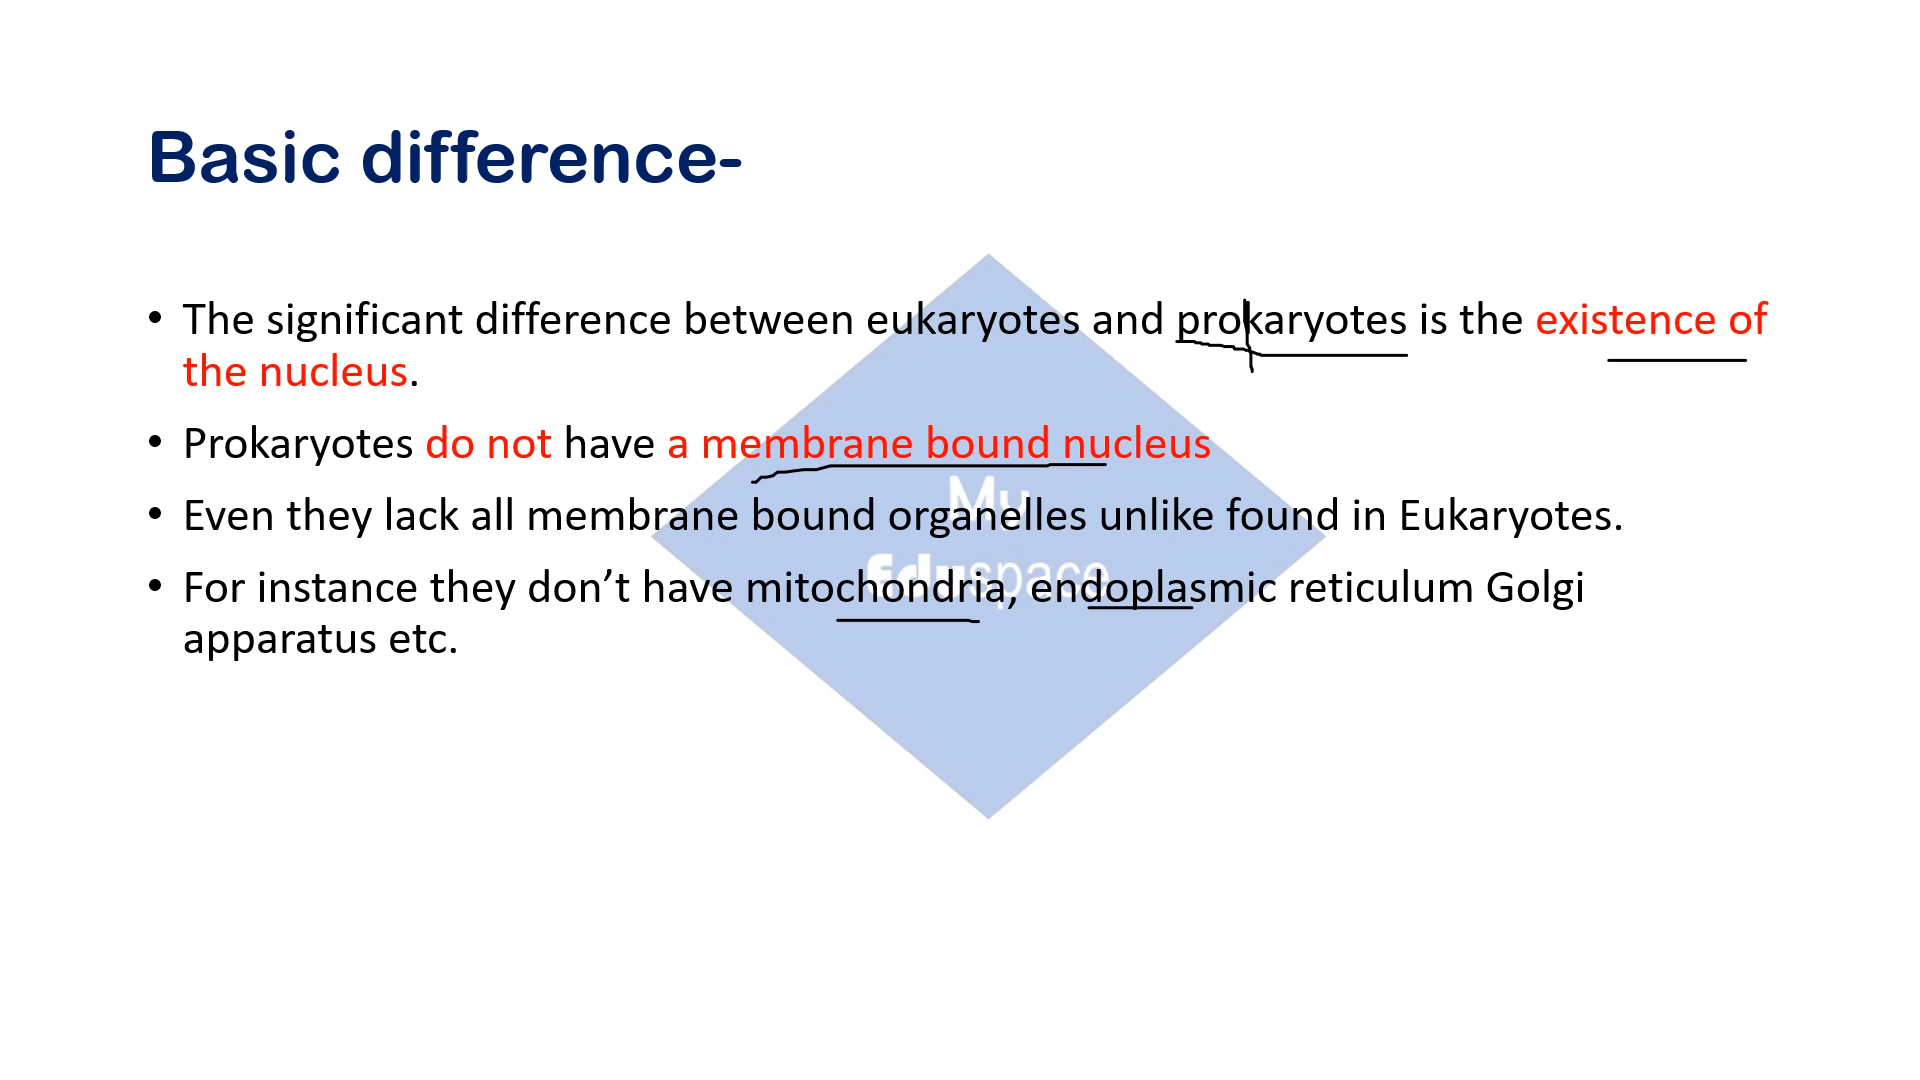 Basic difference-
• The significant difference between eukaryotes and prokaryotes is the existence of
the nucleus.
• Prokaryotes do not have a membrane bound nucleus
My
• Even they lack all membrane bound organelles unlike found in Eukaryotes.
Eduspace
• For instance they don’t have mitochondria, endoplasmic reticulum Golgi
apparatus etc.